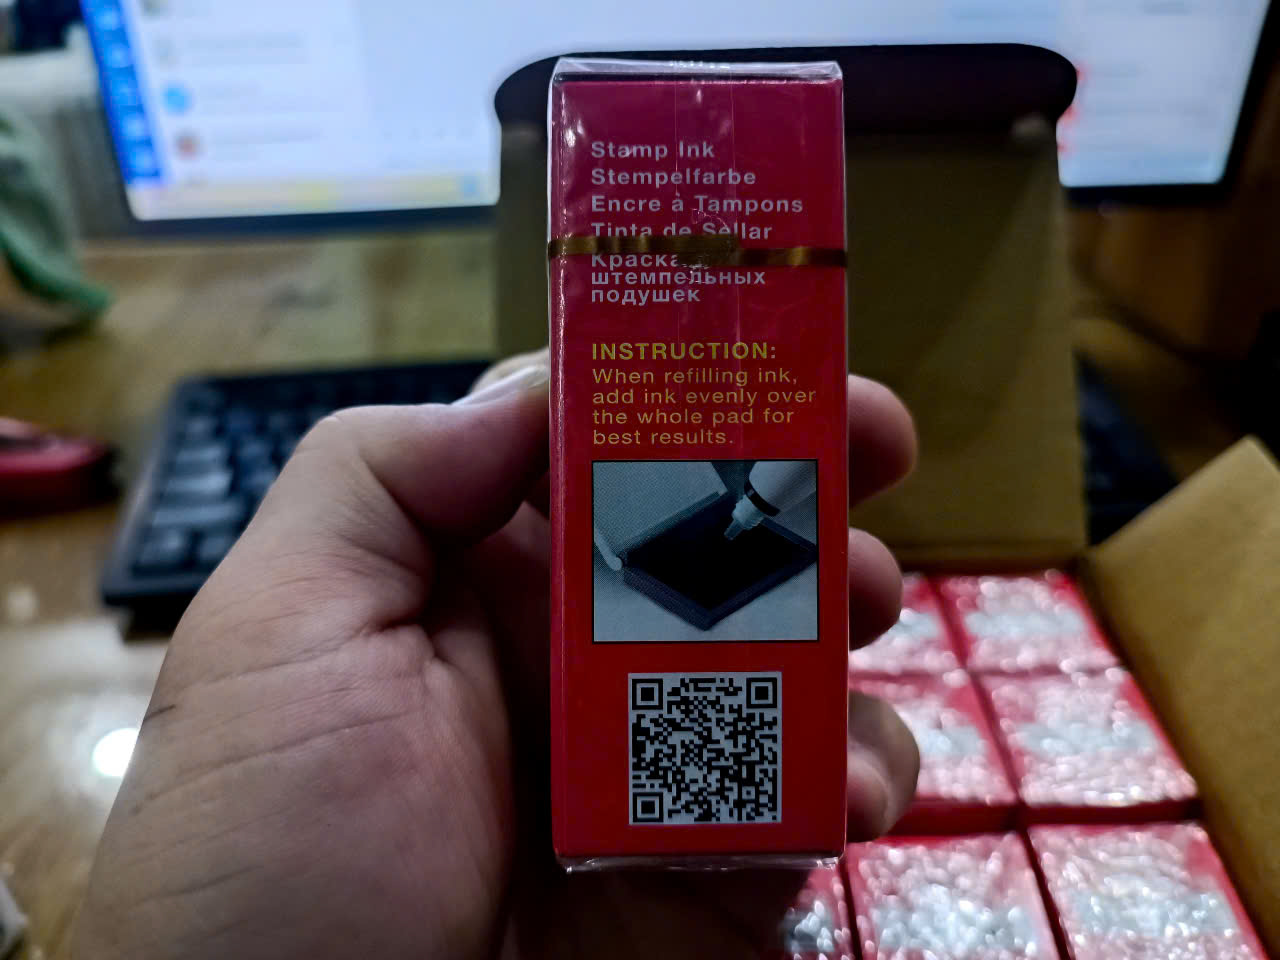 Stamp Ink
Stempelfarbe
Encre à Tampons
Tinta de Sellar
Краска
штемпельных
подушек
INSTRUCTION:
When refilling ink,
add ink evenly over
the whole pad for
best results.